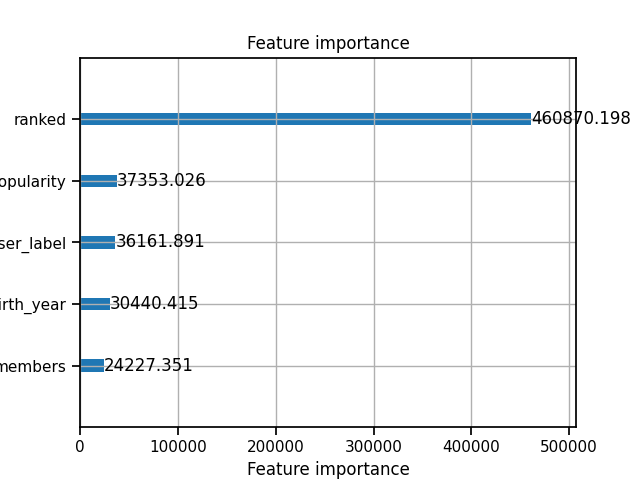 Feature importance
ranked 460870.198
opularity 37353.026
ser_label 36161.891
irth_year 30440.415
members 24227.351
0 100000 200000 300000 400000 500000
Feature importance